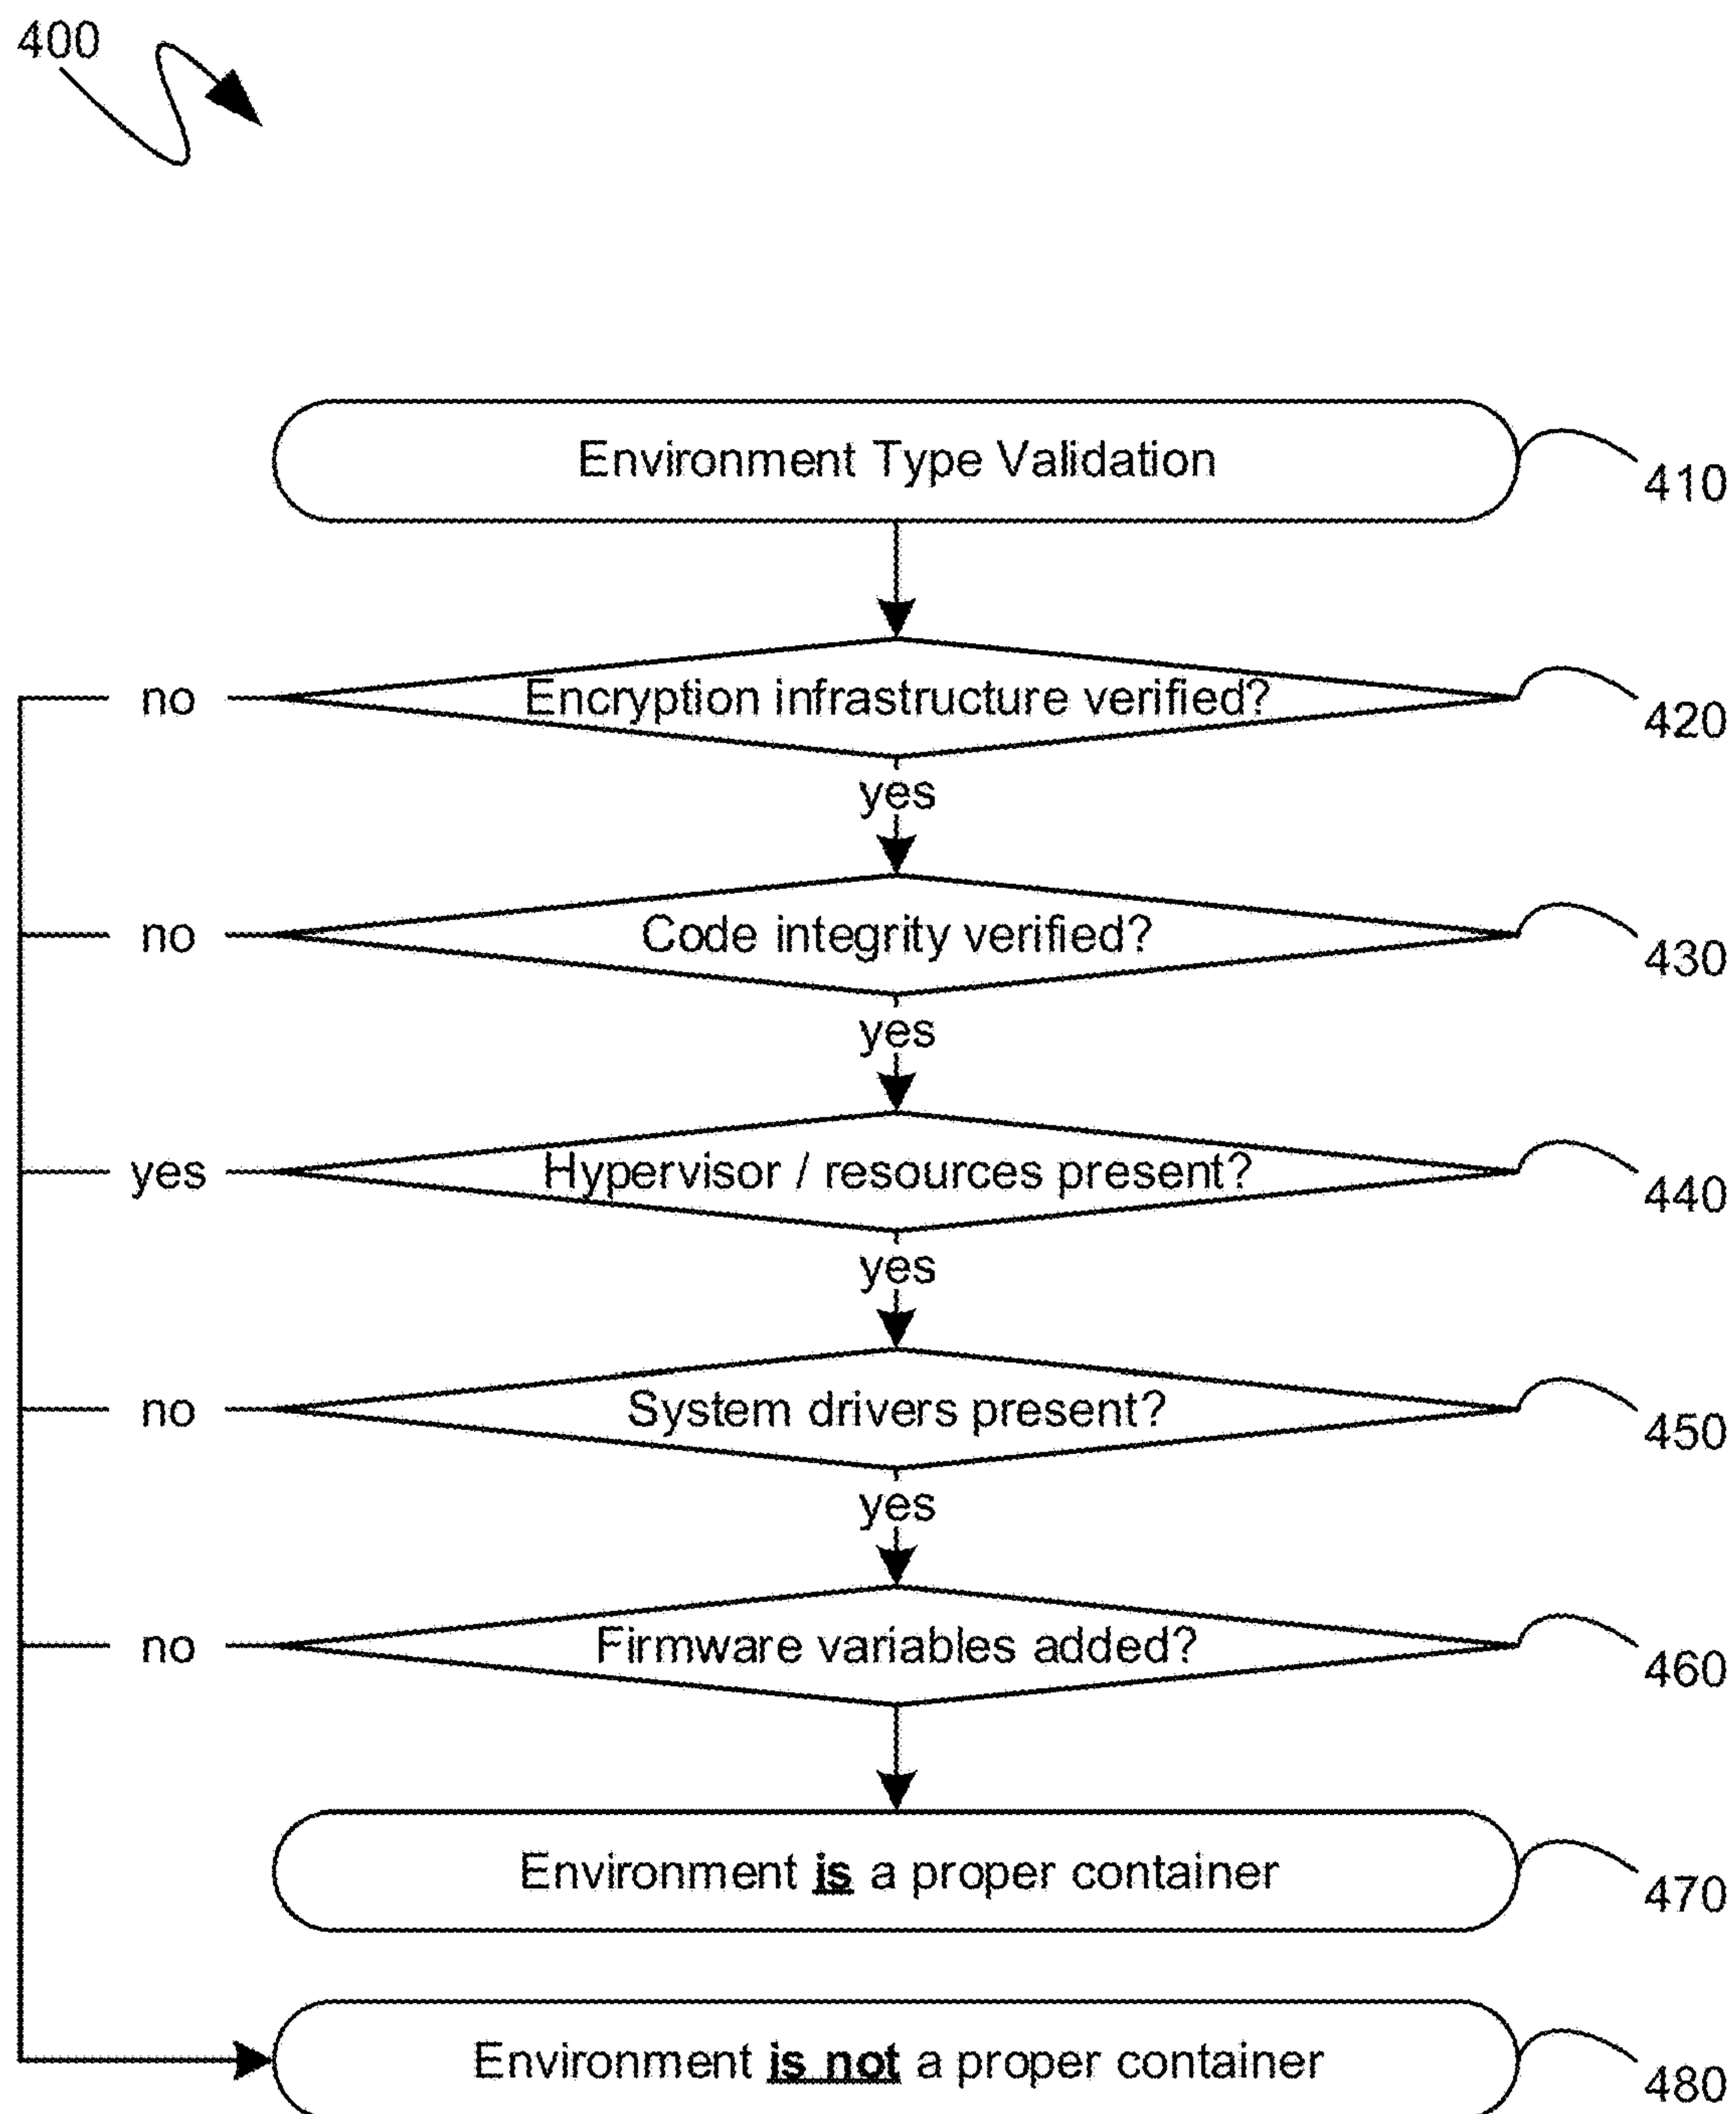 400
Environment Type Validation
410
no
Encryption infrastructure verified?
420
yes
no
Code integrity verified?
430
yes
yes
Hypervisor / resources present?
440
yes
no
System drivers present?
450
yes
no
Firmware variables added?
460
Environment is a proper container
470
Environment is not a proper container
480